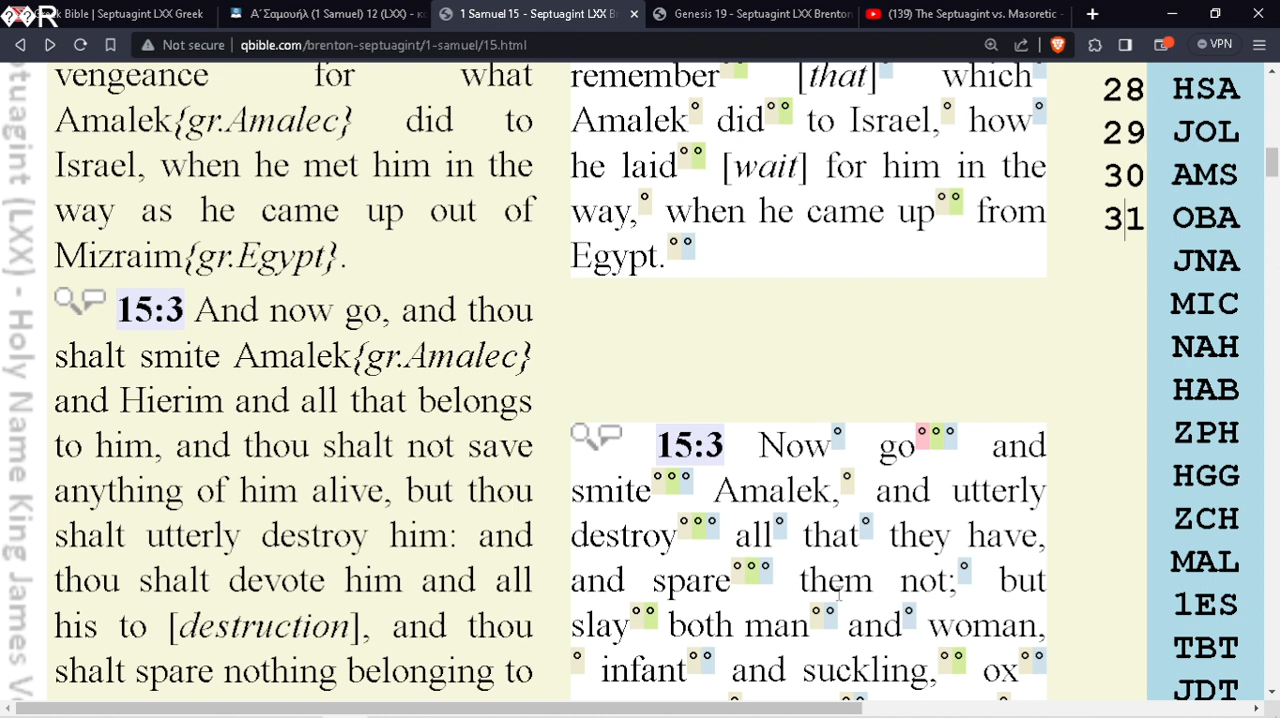 R
k Bible | LXX Greek
Αʹ Σαμουὴλ (1 Samuel) 12 (LXX) - κα
1 Samuel 15 - Septuagint LXX B
Gene Septuagint LXX Brenton
(139) The Septuagint vs. Masoretic -
Not secure qbible.com/brenton-septuagint/1-samuel/15.html
VPN
ptuagint (LXX) - Holy Name King James Ve
vengeance for what
Amalek{gr.Amalec} did to
Israel, when he met him in the
way as he came up out of
Mizraim{gr.Egypt}.
15:3 And now go, and thou
shalt smite Amalek{gr.Amalec}
and Hierim and all that belongs
to him, and thou shalt not save
anything of him alive, but thou
shalt utterly destroy him: and
thou shalt devote him and all
his to [destruction], and thou
shalt spare nothing belonging to
remember°° [that]° which°
Amalek° did°° to Israel,° how°
he laid°° [wait] for him in the
way,° when he came up°° from
Egypt.°°
15:3 Now° go°°° and
smite°°° Amalek,° and utterly
destroy°°° all° that° they have,
and spare°°° them not;° but
slay°° both man°° and° woman,
° infant°° and suckling,°° ox°°
28 HSA
29 JOL
30 AMS
31 OBA
JNA
MIC
NAH
HAB
ZPH
HGG
ZCH
MAL
1ES
TBT
JDT